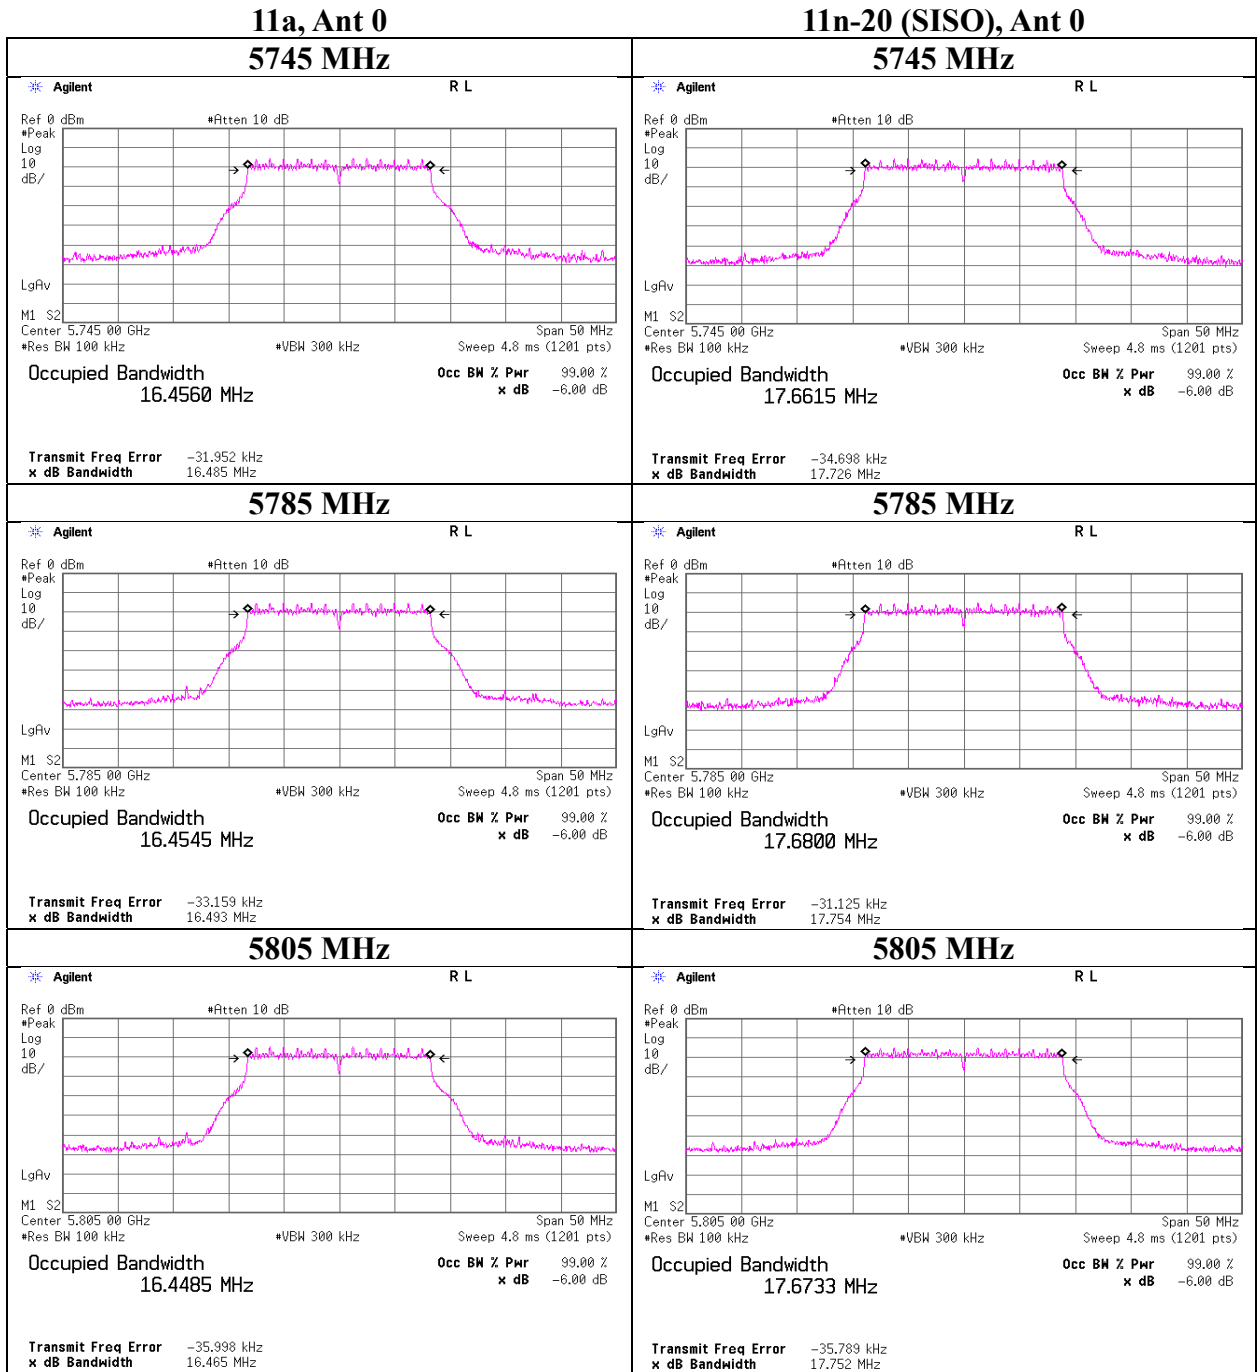 11a, Ant 0
11n-20 (SISO), Ant 0
5745 MHz
Agilent
R L
Ref 0 dBm
#Atten 10 dB
#Peak
Log
10
dB/
LgAv
M1 S2
Center 5.745 00 GHz
Span 50 MHz
#Res BW 100 kHz
#VBW 300 kHz
Sweep 4.8 ms (1201 pts)
Occupied Bandwidth
16.4560 MHz
Occ BW % Pwr 99.00 %
x dB -6.00 dB
Transmit Freq Error -31.952 kHz
x dB Bandwidth 16.485 MHz
5745 MHz
Agilent
R L
Ref 0 dBm
#Atten 10 dB
#Peak
Log
10
dB/
LgAv
M1 S2
Center 5.745 00 GHz
Span 50 MHz
#Res BW 100 kHz
#VBW 300 kHz
Sweep 4.8 ms (1201 pts)
Occupied Bandwidth
17.6615 MHz
Occ BW % Pwr 99.00 %
x dB -6.00 dB
Transmit Freq Error -34.698 kHz
x dB Bandwidth 17.726 MHz
5785 MHz
Agilent
R L
Ref 0 dBm
#Atten 10 dB
#Peak
Log
10
dB/
LgAv
M1 S2
Center 5.785 00 GHz
Span 50 MHz
#Res BW 100 kHz
#VBW 300 kHz
Sweep 4.8 ms (1201 pts)
Occupied Bandwidth
16.4545 MHz
Occ BW % Pwr 99.00 %
x dB -6.00 dB
Transmit Freq Error -33.159 kHz
x dB Bandwidth 16.493 MHz
5785 MHz
Agilent
R L
Ref 0 dBm
#Atten 10 dB
#Peak
Log
10
dB/
LgAv
M1 S2
Center 5.785 00 GHz
Span 50 MHz
#Res BW 100 kHz
#VBW 300 kHz
Sweep 4.8 ms (1201 pts)
Occupied Bandwidth
17.6800 MHz
Occ BW % Pwr 99.00 %
x dB -6.00 dB
Transmit Freq Error -31.125 kHz
x dB Bandwidth 17.754 MHz
5805 MHz
Agilent
R L
Ref 0 dBm
#Atten 10 dB
#Peak
Log
10
dB/
LgAv
M1 S2
Center 5.805 00 GHz
Span 50 MHz
#Res BW 100 kHz
#VBW 300 kHz
Sweep 4.8 ms (1201 pts)
Occupied Bandwidth
16.4485 MHz
Occ BW % Pwr 99.00 %
x dB -6.00 dB
Transmit Freq Error -35.998 kHz
x dB Bandwidth 16.465 MHz
5805 MHz
Agilent
R L
Ref 0 dBm
#Atten 10 dB
#Peak
Log
10
dB/
LgAv
M1 S2
Center 5.805 00 GHz
Span 50 MHz
#Res BW 100 kHz
#VBW 300 kHz
Sweep 4.8 ms (1201 pts)
Occupied Bandwidth
17.6733 MHz
Occ BW % Pwr 99.00 %
x dB -6.00 dB
Transmit Freq Error -35.789 kHz
x dB Bandwidth 17.752 MHz